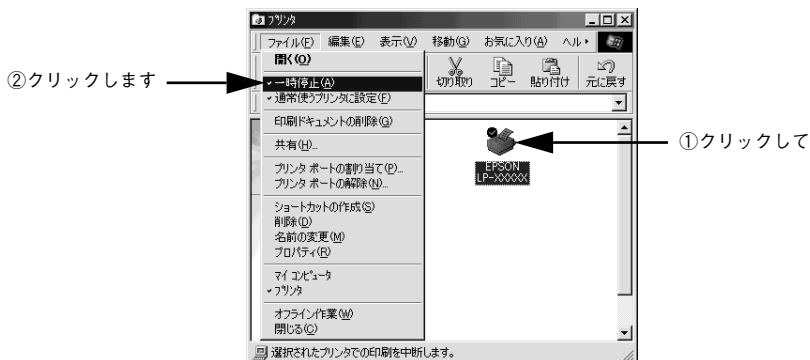 プリンタ
ファイル(F) 編集(E) 表示(V) 移動(G) お気に入り(A) ヘル
開く(O)
一時停止(A)
通常使うプリンタに設定(F)
印刷ドキュメントの削除(G)
共有(H)...
プリンタ ポートの割り当て(P)...
プリンタ ポートの解除(N)...
ショートカットの作成(S)
削除(D)
名前の変更(M)
プロパティ(R)
マイ コンピュータ
プリンタ
オフライン作業(W)
閉じる(C)
切り取り コピー 貼り付け 元に戻す
EPSON
LP-XXXXX
選択されたプリンタでの印刷を中断します。
②クリックします
①クリックして